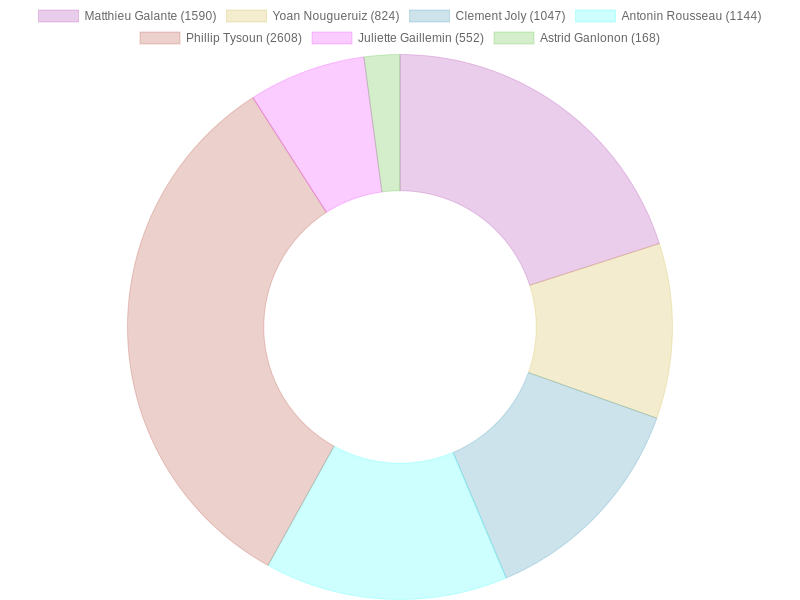 Matthieu Galante (1590) Yoan Nougueruiz (824) Clement Joly (1047) Antonin Rousseau (1144)
Phillip Tysoun (2608) Juliette Gaillemin (552) Astrid Ganlonon (168)